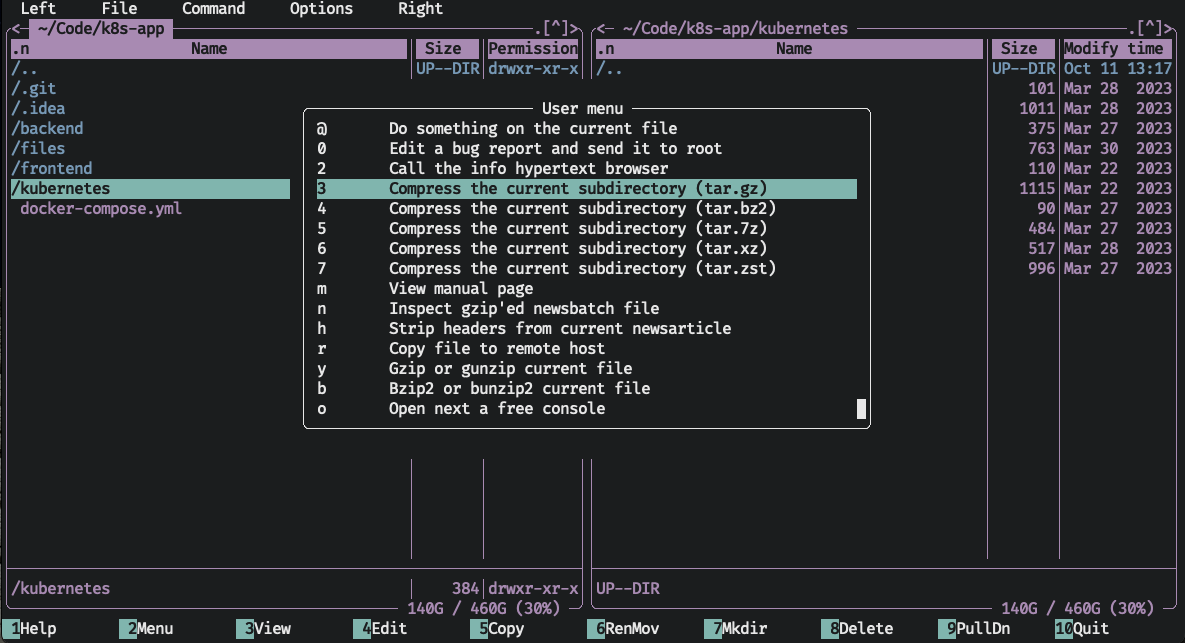 Left File Command Options Right
<─ ~/Code/k8s-app .[^]> <─ ~/Code/k8s-app/kubernetes .[^]>
.n Name Size Permission .n Name Size Modify time
/.. UP--DIR drwxr-xr-x /.. UP--DIR Oct 11 13:17
/.git 101 Mar 28 2023
/.idea User menu 1011 Mar 28 2023
/backend @ Do something on the current file 375 Mar 27 2023
/files 0 Edit a bug report and send it to root 763 Mar 30 2023
/frontend 2 Call the info hypertext browser 110 Mar 22 2023
/kubernetes 3 Compress the current subdirectory (tar.gz) 1115 Mar 22 2023
docker-compose.yml 4 Compress the current subdirectory (tar.bz2) 90 Mar 27 2023
5 Compress the current subdirectory (tar.7z) 484 Mar 27 2023
6 Compress the current subdirectory (tar.xz) 517 Mar 28 2023
7 Compress the current subdirectory (tar.zst) 996 Mar 27 2023
m View manual page
n Inspect gzip'ed newsbatch file
h Strip headers from current newsarticle
r Copy file to remote host
y Gzip or gunzip current file
b Bzip2 or bunzip2 current file
o Open next a free console
/kubernetes 384 drwxr-xr-x UP--DIR
140G / 460G (30%) 140G / 460G (30%)
1Help 2Menu 3View 4Edit 5Copy 6RenMov 7Mkdir 8Delete 9PullDn 10Quit